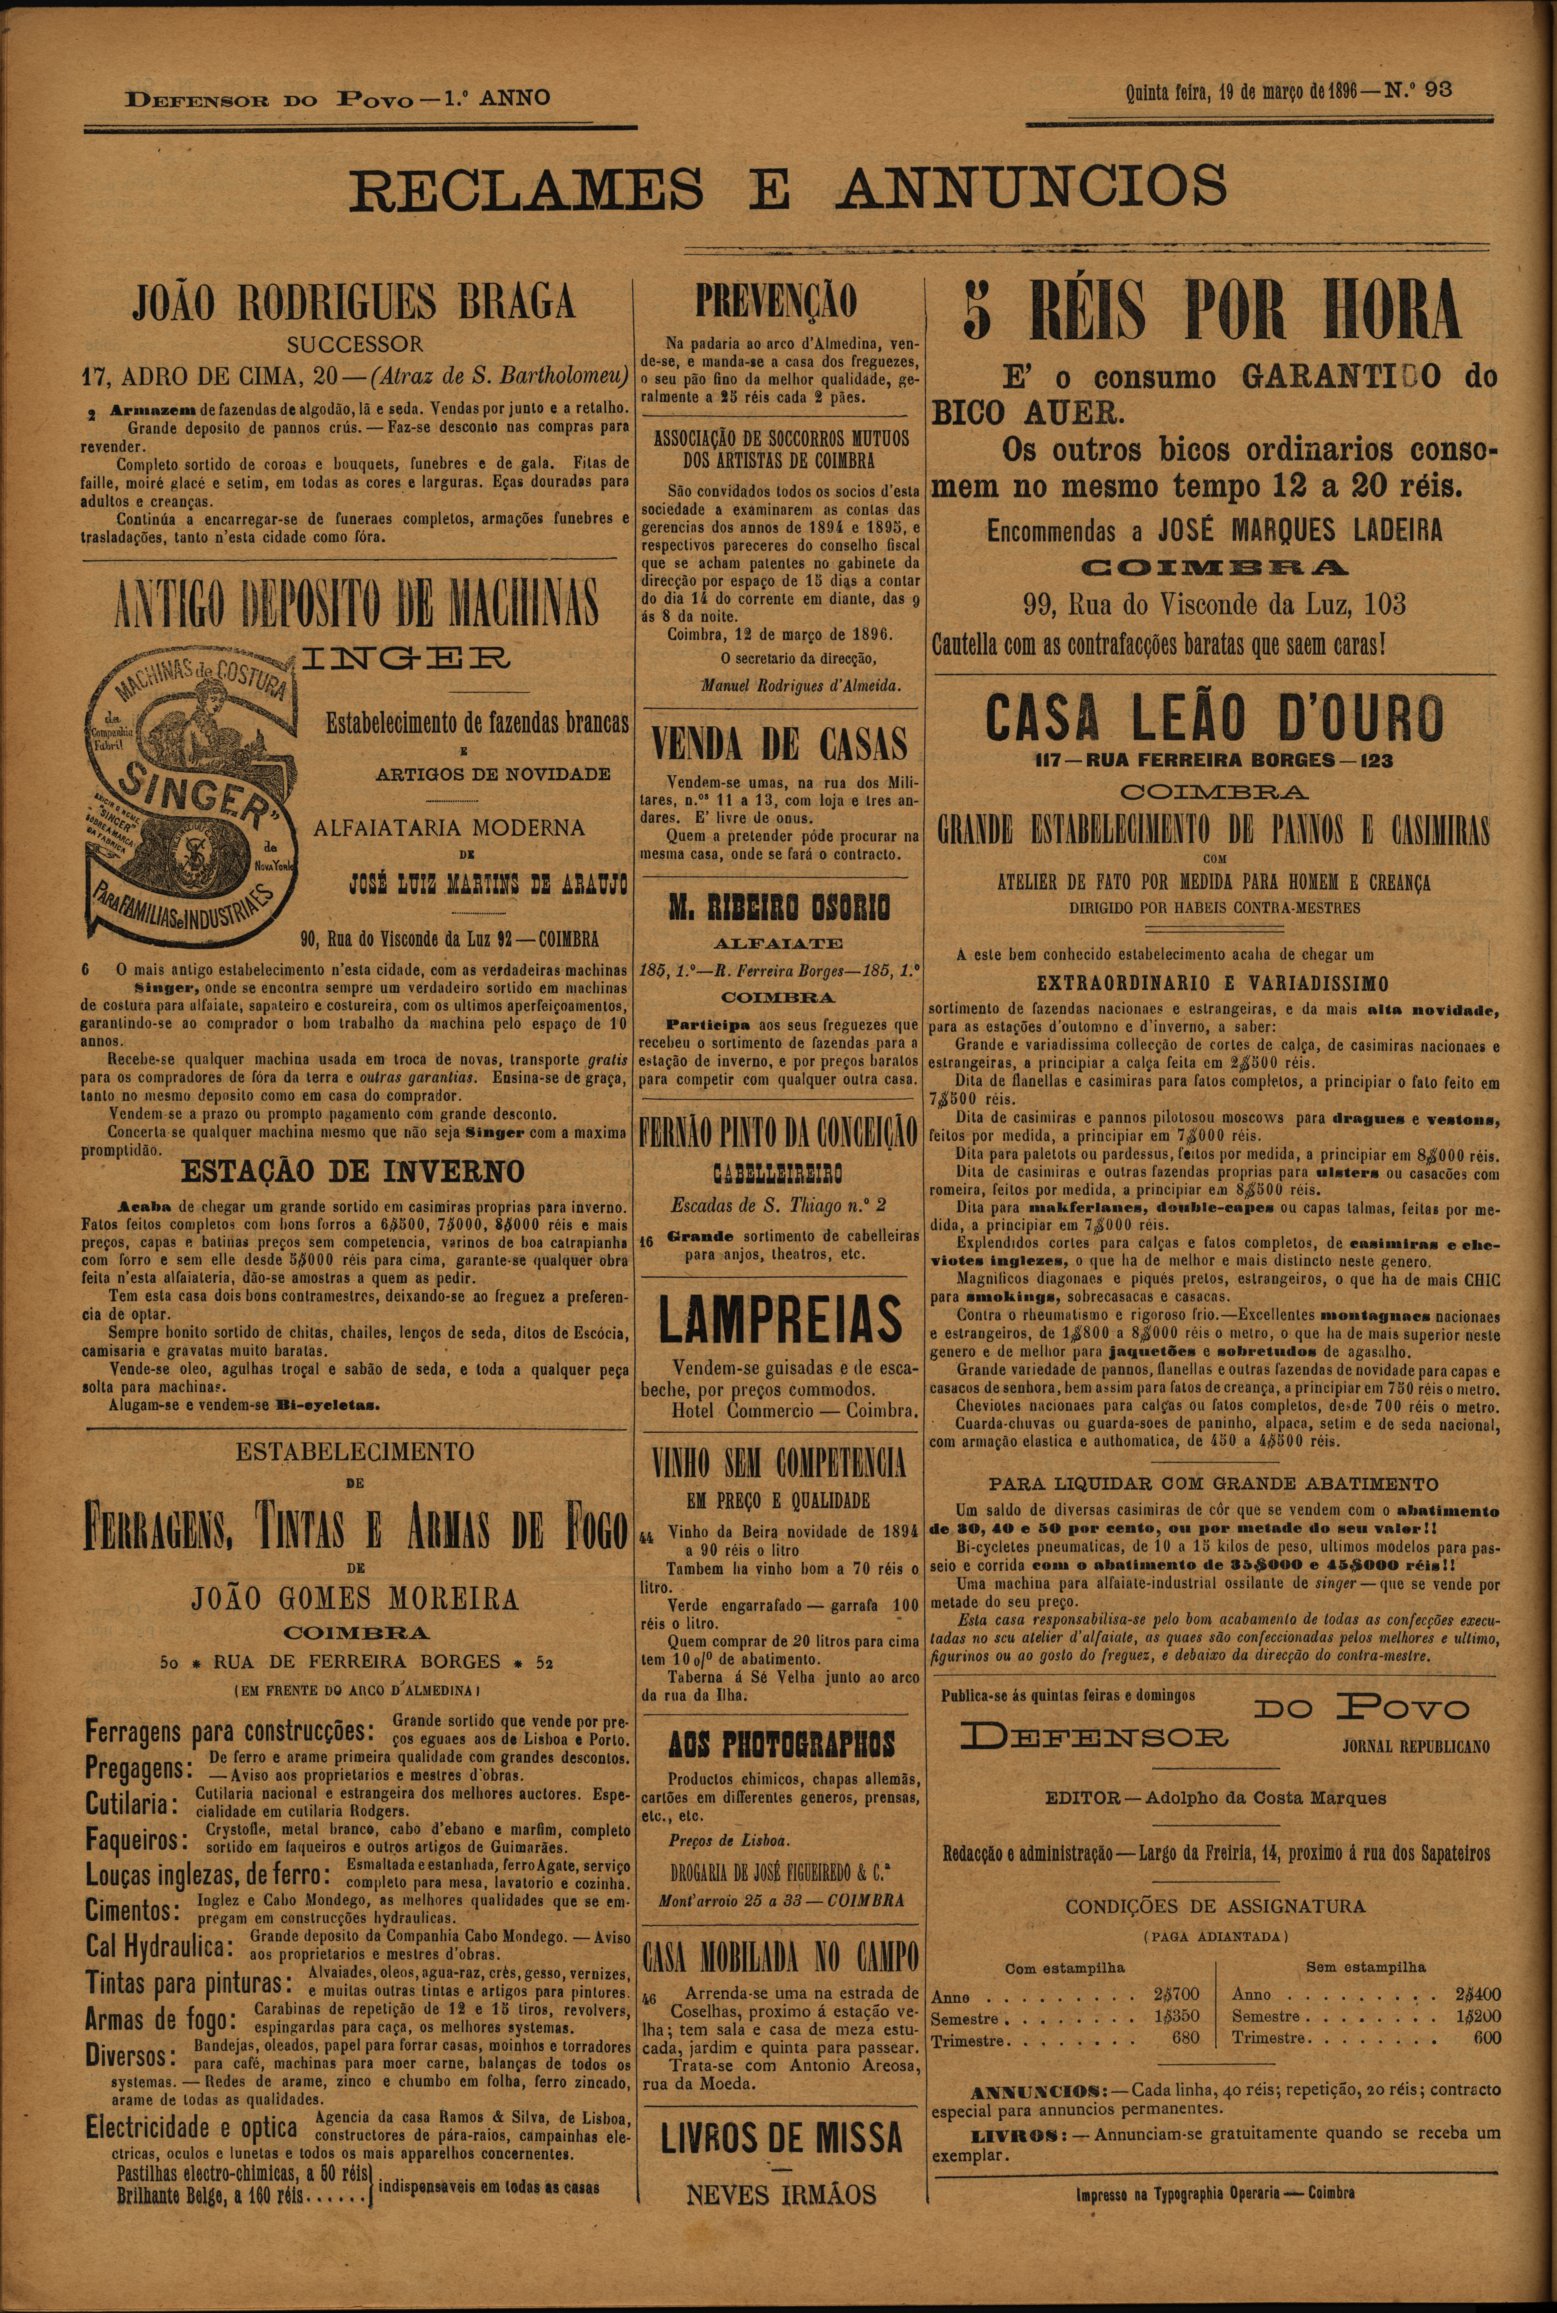 DEFENSOR DO POVO — 1.º ANNO
Quinta feira, 19 de março de 1896 — N.º 93
RECLAMES E ANNUNCIOS
JOÃO RODRIGUES BRAGA
SUCCESSOR
17, ADRO DE CIMA, 20 — (Atraz de S. Bartholomeu)
2 Armazem de fazendas de algodão, lã e seda. Vendas por junto e a retalho.
Grande deposito de pannos crús. — Faz-se desconto nas compras para
revender.
Completo sortido de coroas e bouquets, funebres e de gala. Fitas de
faille, moiré glacé e setim, em todas as cores e larguras. Eças douradas para
adultos e creanças.
Continúa a encarregar-se de funeraes completos, armações funebres e
trasladações, tanto n'esta cidade como fóra.
ANTIGO DEPOSITO DE MACHINAS
INGER
MACHINAS de COSTURA
da
Companhia
Fabril
SINGER"
EXIGIR O NOME
"SINGER"
SOBRE A MARCA
DA FABRICA
de
Nova York
PARA FAMILIAS e INDUSTRIAES
Estabelecimento de fazendas brancas
E
ARTIGOS DE NOVIDADE
ALFAIATARIA MODERNA
DE
JOSÉ LUIZ MARTINS DE ARAUJO
90, Rua do Visconde da Luz 92 — COIMBRA
6 O mais antigo estabelecimento n'esta cidade, com as verdadeiras machinas
Singer, onde se encontra sempre um verdadeiro sortido em machinas
de costura para alfaiate, sapateiro e costureira, com os ultimos aperfeiçoamentos,
garantindo-se ao comprador o bom trabalho da machina pelo espaço de 10
annos.
Recebe-se qualquer machina usada em troca de novas, transporte gratis
para os compradores de fóra da terra e outras garantias. Ensina-se de graça,
tanto no mesmo deposito como em casa do comprador.
Vendem-se a prazo ou prompto pagamento com grande desconto.
Concerta-se qualquer machina mesmo que não seja Singer com a maxima
promptidão.
ESTAÇÃO DE INVERNO
Acaba de chegar um grande sortido em casimiras proprias para inverno.
Fatos feitos completos com bons forros a 6$500, 7$000, 8$000 réis e mais
preços, capas e batinas preços sem competencia, varinos de boa catrapianha
com forro e sem elle desde 5$000 réis para cima, garante-se qualquer obra
feita n'esta alfaiateria, dão-se amostras a quem as pedir.
Tem esta casa dois bons contramestres, deixando-se ao freguez a preferen-
cia de optar.
Sempre bonito sortido de chitas, chailes, lenços de seda, ditos de Escócia,
camisaria e gravatas muito baratas.
Vende-se oleo, agulhas troçal e sabão de seda, e toda a qualquer peça
solta para machinas.
Alugam-se e vendem-se Bi-cycletas.
ESTABELECIMENTO
DE
FERRAGENS, TINTAS E ARMAS DE FOGO
DE
JOÃO GOMES MOREIRA
COIMBRA
50 * RUA DE FERREIRA BORGES * 52
(EM FRENTE DO ARCO D'ALMEDINA)
Ferragens para construcções: Grande sortido que vende por pre-
ços eguaes aos de Lisboa e Porto.
Pregagens: De ferro e arame primeira qualidade com grandes descontos.
— Aviso aos proprietarios e mestres d'obras.
Cutilaria: Cutilaria nacional e estrangeira dos melhores auctores. Espe-
cialidade em cutilaria Rodgers.
Faqueiros: Crystofle, metal branco, cabo d'ebano e marfim, completo
sortido em faqueiros e outros artigos de Guimarães.
Louças inglezas, de ferro: Esmaltada e estanhada, ferro Agate, serviço
completo para mesa, lavatorio e cozinha.
Cimentos: Inglez e Cabo Mondego, as melhores qualidades que se em-
pregam em construcções hydraulicas.
Cal Hydraulica: Grande deposito da Companhia Cabo Mondego. — Aviso
aos proprietarios e mestres d'obras.
Tintas para pinturas: Alvaiades, oleos, agua-raz, crés, gesso, vernizes,
e muitas outras tintas e artigos para pintores.
Armas de fogo: Carabinas de repetição de 12 e 15 tiros, revolvers,
espingardas para caça, os melhores systemas.
Diversos: Bandejas, oleados, papel para forrar casas, moinhos e torradores
para café, machinas para moer carne, balanças de todos os
systemas. — Redes de arame, zinco e chumbo em folha, ferro zincado,
arame de todas as qualidades.
Electricidade e optica Agencia da casa Ramos & Silva, de Lisboa,
constructores de pára-raios, campainhas ele-
ctricas, oculos e lunetas e todos os mais apparelhos concernentes.
Pastilhas electro-chimicas, a 50 réis
Brilhante Belge, a 160 réis......
indispensaveis em todas as casas
PREVENÇÃO
Na padaria ao arco d'Almedina, ven-
de-se, e manda-se a casa dos freguezes,
o seu pão fino da melhor qualidade, ge-
ralmente a 25 réis cada 2 pães.
ASSOCIAÇÃO DE SOCCORROS MUTUOS
DOS ARTISTAS DE COIMBRA
São convidados todos os socios d'esta
sociedade a examinarem as contas das
gerencias dos annos de 1894 e 1895, e
respectivos pareceres do conselho fiscal
que se acham patentes no gabinete da
direcção por espaço de 15 dias a contar
do dia 14 do corrente em diante, das 9
ás 8 da noite.
Coimbra, 12 de março de 1896.
O secretario da direcção,
Manuel Rodrigues d'Almeida.
VENDA DE CASAS
Vendem-se umas, na rua dos Mili-
tares, n.os 11 a 13, com loja e tres an-
dares. E' livre de onus.
Quem a pretender póde procurar na
mesma casa, onde se fará o contracto.
M. RIBEIRO OSORIO
ALFAIATE
185, 1.º—R. Ferreira Borges—185, 1.º
COIMBRA
Participa aos seus freguezes que
recebeu o sortimento de fazendas para a
estação de inverno, e por preços baratos
para competir com qualquer outra casa.
FERNÃO PINTO DA CONCEIÇÃO
CABELLEIREIRO
Escadas de S. Thiago n.º 2
16 Grande sortimento de cabelleiras
para anjos, theatros, etc.
LAMPREIAS
Vendem-se guisadas e de esca-
beche, por preços commodos.
Hotel Commercio — Coimbra.
VINHO SEM COMPETENCIA
EM PREÇO E QUALIDADE
44 Vinho da Beira novidade de 1894
a 90 réis o litro
Tambem ha vinho bom a 70 réis o
litro.
Verde engarrafado — garrafa 100
réis o litro.
Quem comprar de 20 litros para cima
tem 10 o/o de abatimento.
Taberna á Sé Velha junto ao arco
da rua da Ilha.
AOS PHOTOGRAPHOS
Productos chimicos, chapas allemãs,
cartões em differentes generos, prensas,
etc., etc.
Preços de Lisboa.
DROGARIA DE JOSÉ FIGUEIREDO & C.ª
Mont'arroio 25 a 33 — COIMBRA
CASA MOBILADA NO CAMPO
46 Arrenda-se uma na estrada de
Coselhas, proximo á estação ve-
lha; tem sala e casa de meza estu-
cada, jardim e quinta para passear.
Trata-se com Antonio Areosa,
rua da Moeda.
LIVROS DE MISSA
—
NEVES IRMÃOS
5 RÉIS POR HORA
E' o consumo GARANTIDO do
BICO AUER.
Os outros bicos ordinarios conso-
mem no mesmo tempo 12 a 20 réis.
Encommendas a JOSÉ MARQUES LADEIRA
COIMBRA
99, Rua do Visconde da Luz, 103
Cautella com as contrafacções baratas que saem caras!
CASA LEÃO D'OURO
117—RUA FERREIRA BORGES—123
COIMBRA
GRANDE ESTABELECIMENTO DE PANNOS E CASIMIRAS
COM
ATELIER DE FATO POR MEDIDA PARA HOMEM E CREANÇA
DIRIGIDO POR HABEIS CONTRA-MESTRES
A este bem conhecido estabelecimento acaba de chegar um
EXTRAORDINARIO E VARIADISSIMO
sortimento de fazendas nacionaes e estrangeiras, e da mais alta novidade,
para as estações d'outomno e d'inverno, a saber:
Grande e variadissima collecção de cortes de calça, de casimiras nacionaes e
estrangeiras, a principiar a calça feita em 2$500 réis.
Dita de flanellas e casimiras para fatos completos, a principiar o fato feito em
7$500 réis.
Dita de casimiras e pannos pilotosou moscows para dragues e vestons,
feitos por medida, a principiar em 7$000 réis.
Dita para paletots ou pardessus, feitos por medida, a principiar em 8$000 réis.
Dita de casimiras e outras fazendas proprias para ulsters ou casacões com
romeira, feitos por medida, a principiar em 8$500 réis.
Dita para makferlanes, double-capes ou capas talmas, feitas por me-
dida, a principiar em 7$000 réis.
Explendidos cortes para calças e fatos completos, de casimiras e che-
viotes inglezes, o que ha de melhor e mais distincto neste genero.
Magnificos diagonaes e piqués pretos, estrangeiros, o que ha de mais CHIC
para smokings, sobrecasacas e casacas.
Contra o rheumatismo e rigoroso frio.—Excellentes montagnacs nacionaes
e estrangeiros, de 1$800 a 8$000 réis o metro, o que ha de mais superior neste
genero e de melhor para jaquetões e sobretudos de agasalho.
Grande variedade de pannos, flanellas e outras fazendas de novidade para capas e
casacos de senhora, bem assim para fatos de creança, a principiar em 750 réis o metro.
Cheviotes nacionaes para calças ou fatos completos, desde 700 réis o metro.
Guarda-chuvas ou guarda-soes de paninho, alpaca, setim e de seda nacional,
com armação elastica e authomatica, de 450 a 4$500 réis.
PARA LIQUIDAR COM GRANDE ABATIMENTO
Um saldo de diversas casimiras de côr que se vendem com o abatimento
de 30, 40 e 50 por cento, ou por metade do seu valor!!
Bi-cycletes pneumaticas, de 10 a 15 kilos de peso, ultimos modelos para pas-
seio e corrida com o abatimento de 35$000 e 45$000 réis!!
Uma machina para alfaiate-industrial ossilante de singer — que se vende por
metade do seu preço.
Esta casa responsabilisa-se pelo bom acabamento de todas as confecções execu-
tadas no seu atelier d'alfaiate, as quaes são confeccionadas pelos melhores e ultimo,
figurinos ou ao gosto do freguez, e debaixo da direcção do contra-mestre.
Publica-se ás quintas feiras e domingos
DEFENSOR DO POVO
JORNAL REPUBLICANO
EDITOR — Adolpho da Costa Marques
Redacção e administração — Largo da Freiria, 14, proximo á rua dos Sapateiros
CONDIÇÕES DE ASSIGNATURA
(PAGA ADIANTADA)
Com estampilha
Anno . . . . . . . . . 2$700
Semestre . . . . . . . . 1$350
Trimestre . . . . . . . . 680
Sem estampilha
Anno . . . . . . . . . 2$400
Semestre . . . . . . . . 1$200
Trimestre . . . . . . . . 600
ANNUNCIOS: — Cada linha, 40 réis; repetição, 20 réis; contracto
especial para annuncios permanentes.
LIVROS: — Annunciam-se gratuitamente quando se receba um
exemplar.
Impresso na Typographia Operaria — Coimbra